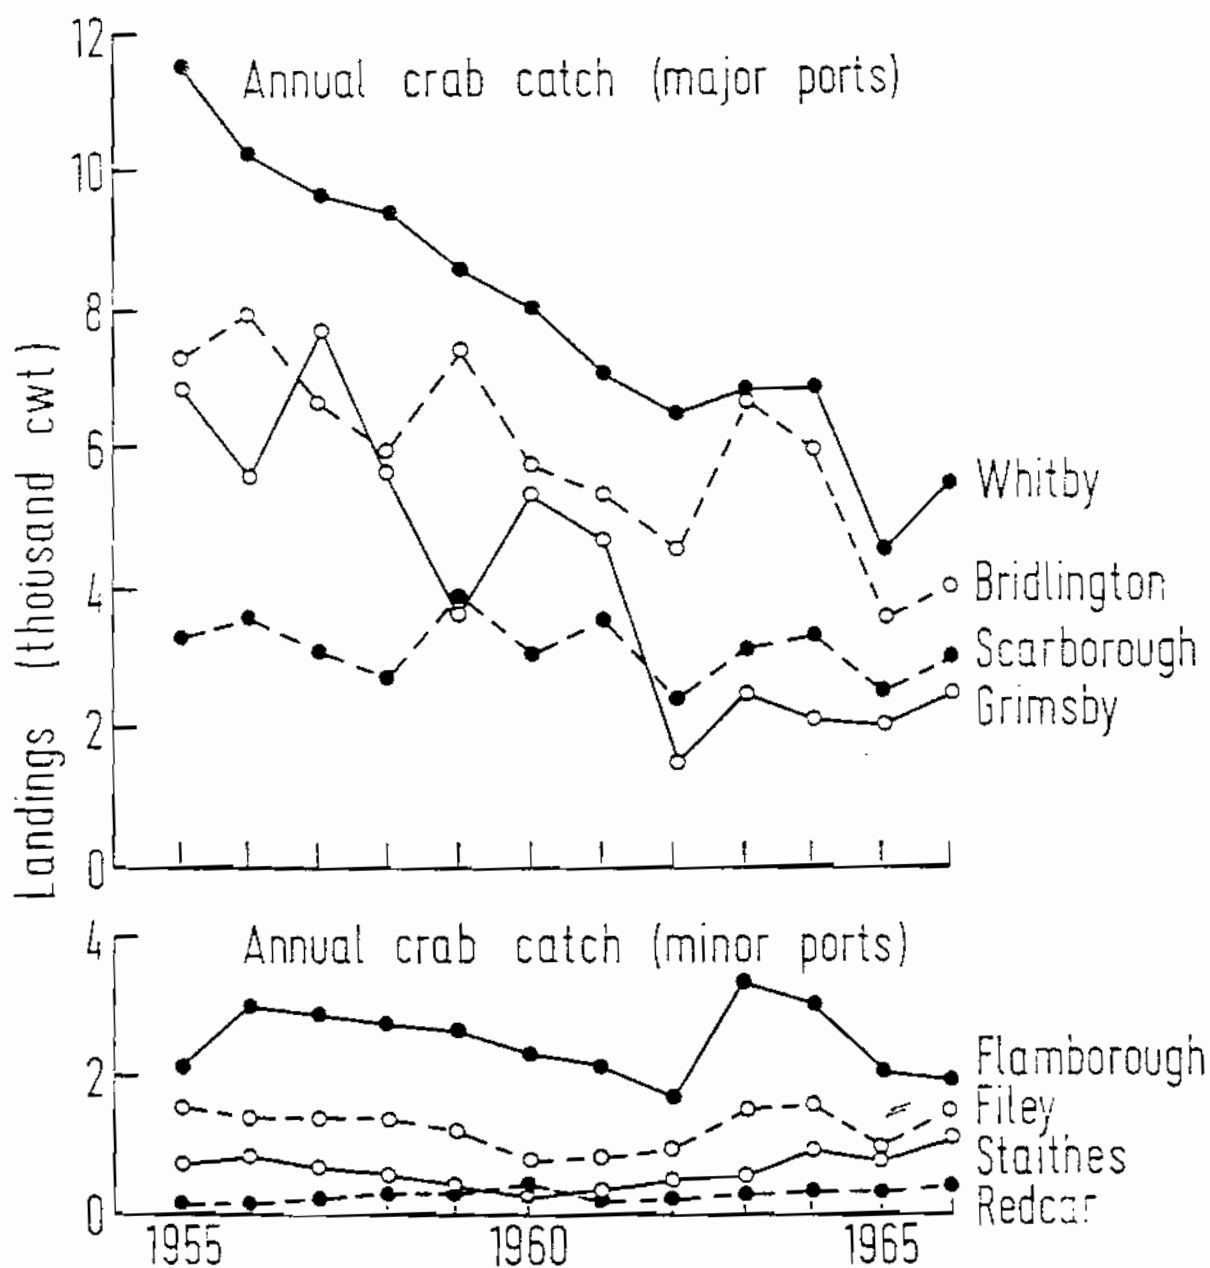 Annual crab catch (major ports)
Landings (thousand cwt)
12
10
8
6
4
2
0
Whitby
Bridlington
Scarborough
Grimsby
Annual crab catch (minor ports)
4
2
0
Flamborough
Filey
Staithes
Redcar
1955 1960 1965